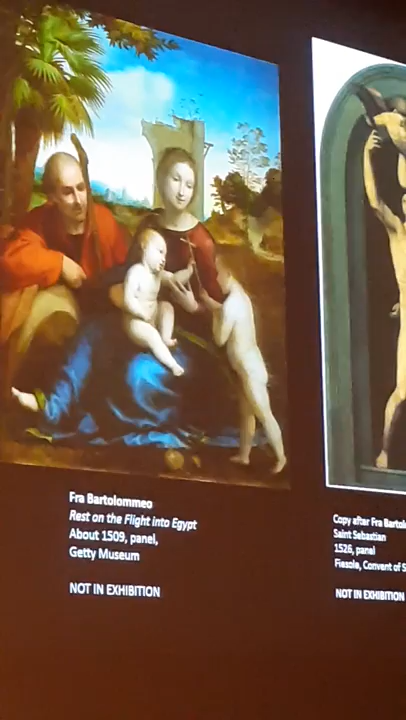 Fra Bartolommeo
Rest on the Flight into Egypt
About 1509, panel,
Getty Museum
NOT IN EXHIBITION
Copy after Fra
Saint Sebastian
1526, panel
Fiesole, Convent of
NOT IN EXHIBITION